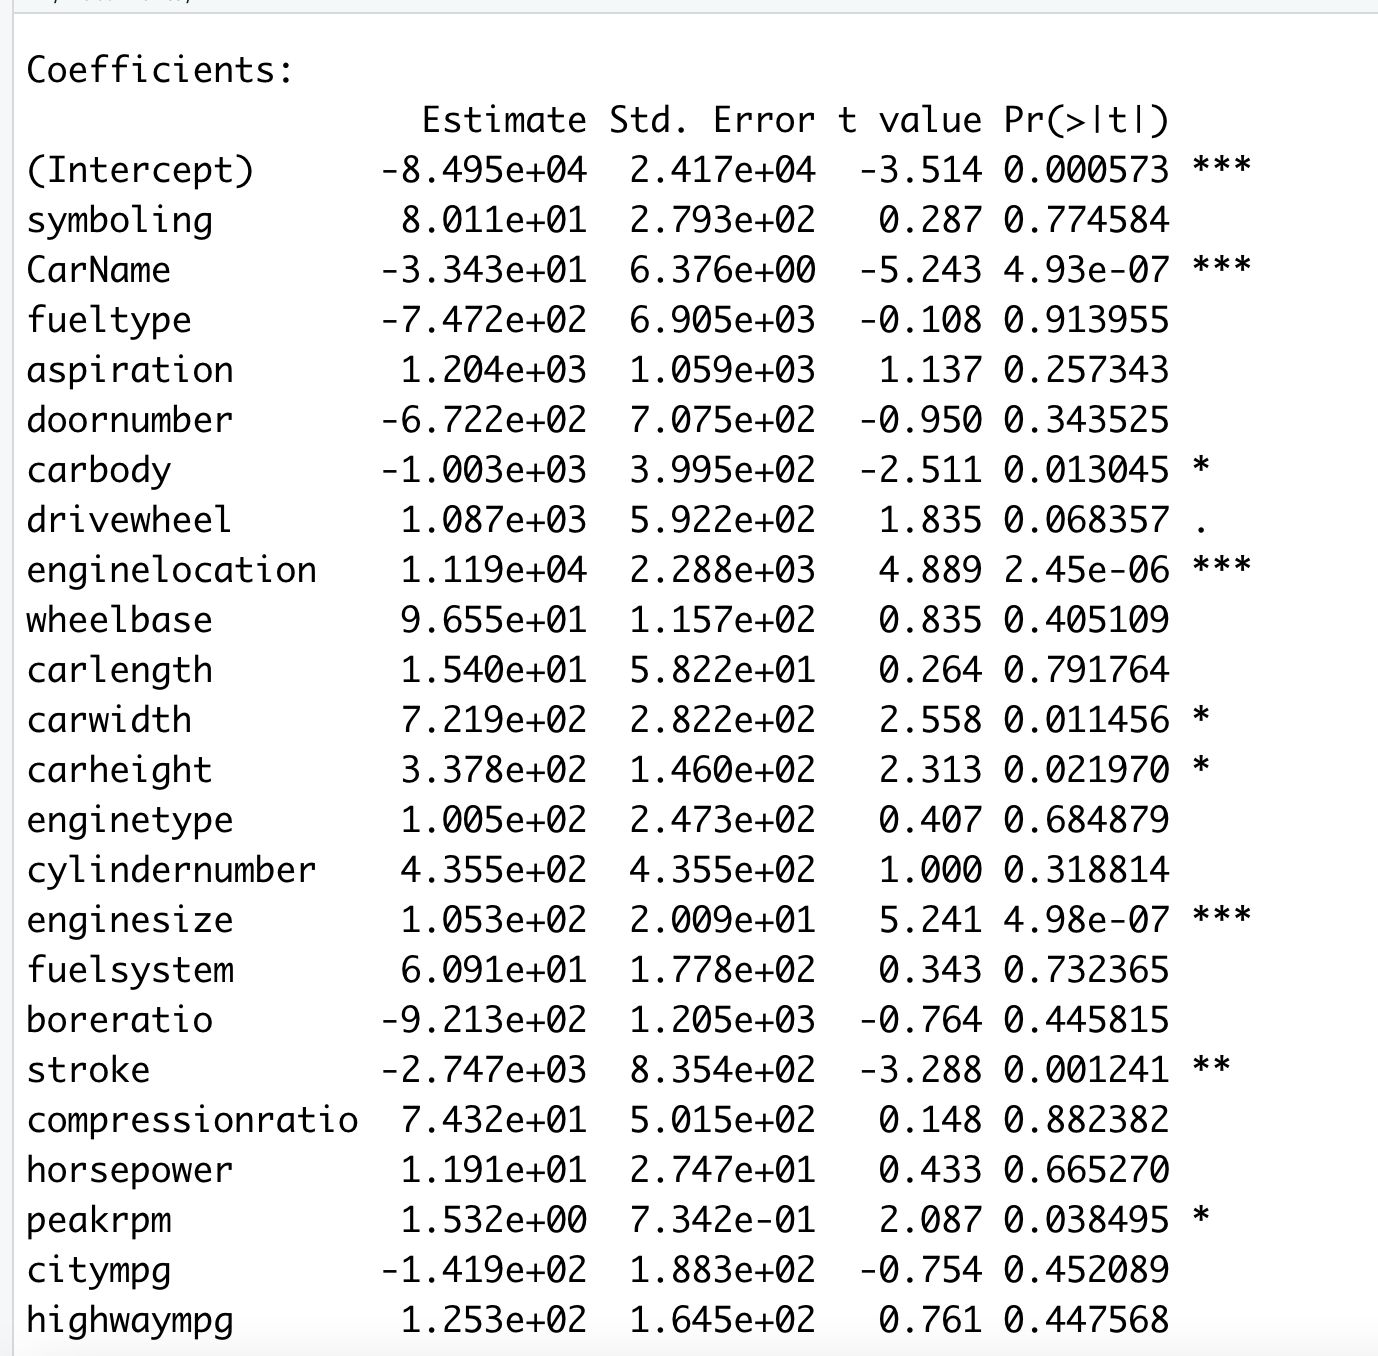 Coefficients:
Estimate Std. Error t value Pr(>|t|)
(Intercept) -8.495e+04 2.417e+04 -3.514 0.000573 ***
symboling 8.011e+01 2.793e+02 0.287 0.774584
CarName -3.343e+01 6.376e+00 -5.243 4.93e-07 ***
fueltype -7.472e+02 6.905e+03 -0.108 0.913955
aspiration 1.204e+03 1.059e+03 1.137 0.257343
doornumber -6.722e+02 7.075e+02 -0.950 0.343525
carbody -1.003e+03 3.995e+02 -2.511 0.013045 *
drivewheel 1.087e+03 5.922e+02 1.835 0.068357 .
enginelocation 1.119e+04 2.288e+03 4.889 2.45e-06 ***
wheelbase 9.655e+01 1.157e+02 0.835 0.405109
carlength 1.540e+01 5.822e+01 0.264 0.791764
carwidth 7.219e+02 2.822e+02 2.558 0.011456 *
carheight 3.378e+02 1.460e+02 2.313 0.021970 *
enginetype 1.005e+02 2.473e+02 0.407 0.684879
cylindernumber 4.355e+02 4.355e+02 1.000 0.318814
enginesize 1.053e+02 2.009e+01 5.241 4.98e-07 ***
fuelsystem 6.091e+01 1.778e+02 0.343 0.732365
boreratio -9.213e+02 1.205e+03 -0.764 0.445815
stroke -2.747e+03 8.354e+02 -3.288 0.001241 **
compressionratio 7.432e+01 5.015e+02 0.148 0.882382
horsepower 1.191e+01 2.747e+01 0.433 0.665270
peakrpm 1.532e+00 7.342e-01 2.087 0.038495 *
citympg -1.419e+02 1.883e+02 -0.754 0.452089
highwaympg 1.253e+02 1.645e+02 0.761 0.447568